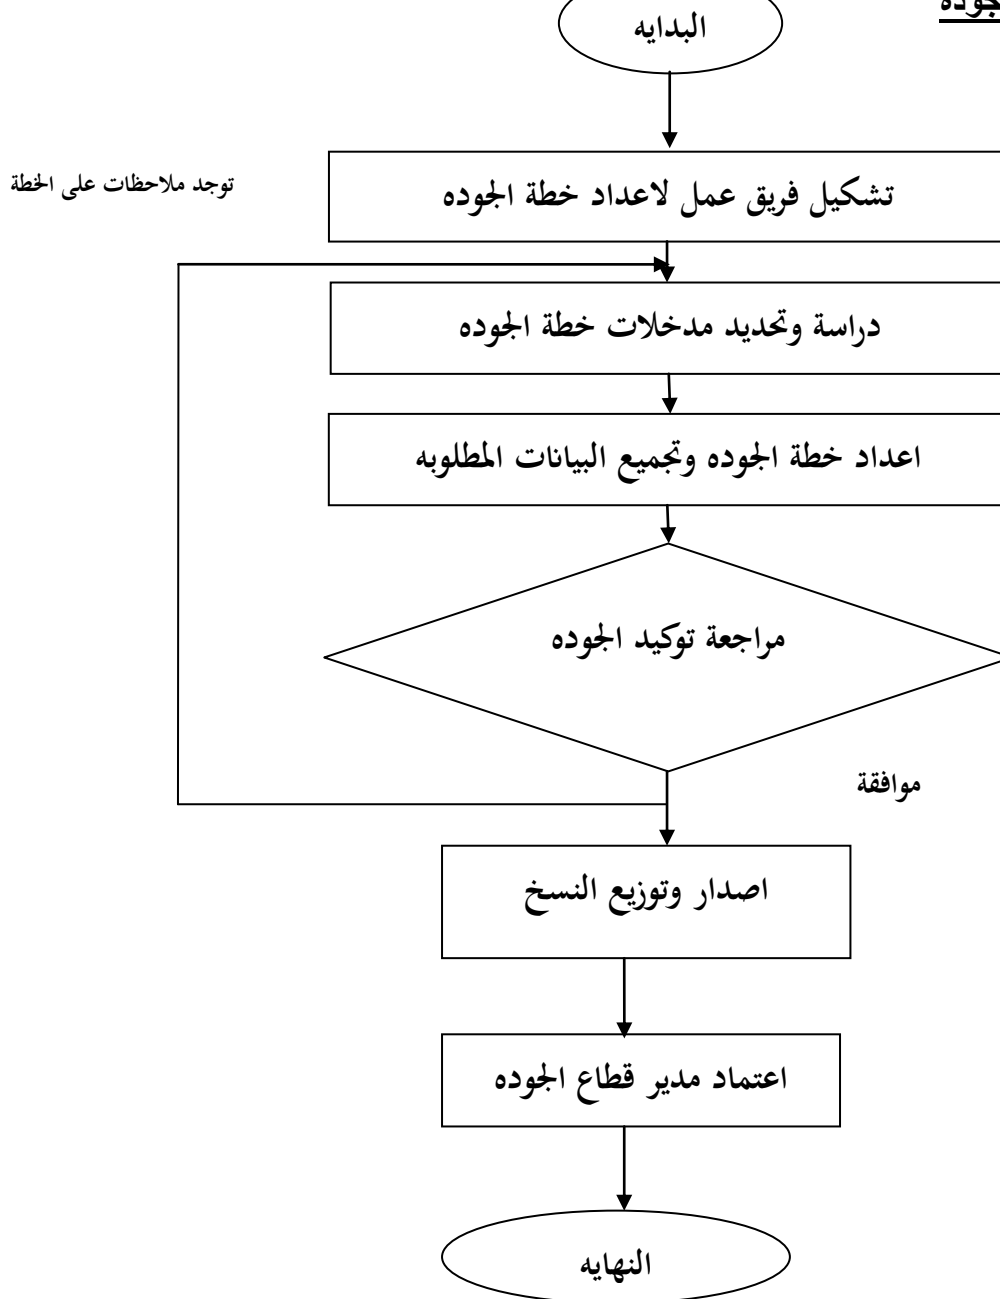 البدايه
توجد ملاحظات على الخطة
تشكيل فريق عمل لاعداد خطة الجوده
دراسة وتحديد مدخلات خطة الجوده
اعداد خطة الجوده وتجميع البيانات المطلوبه
مراجعة توكيد الجوده
موافقة
اصدار وتوزيع النسخ
اعتماد مدير قطاع الجوده
النهايه